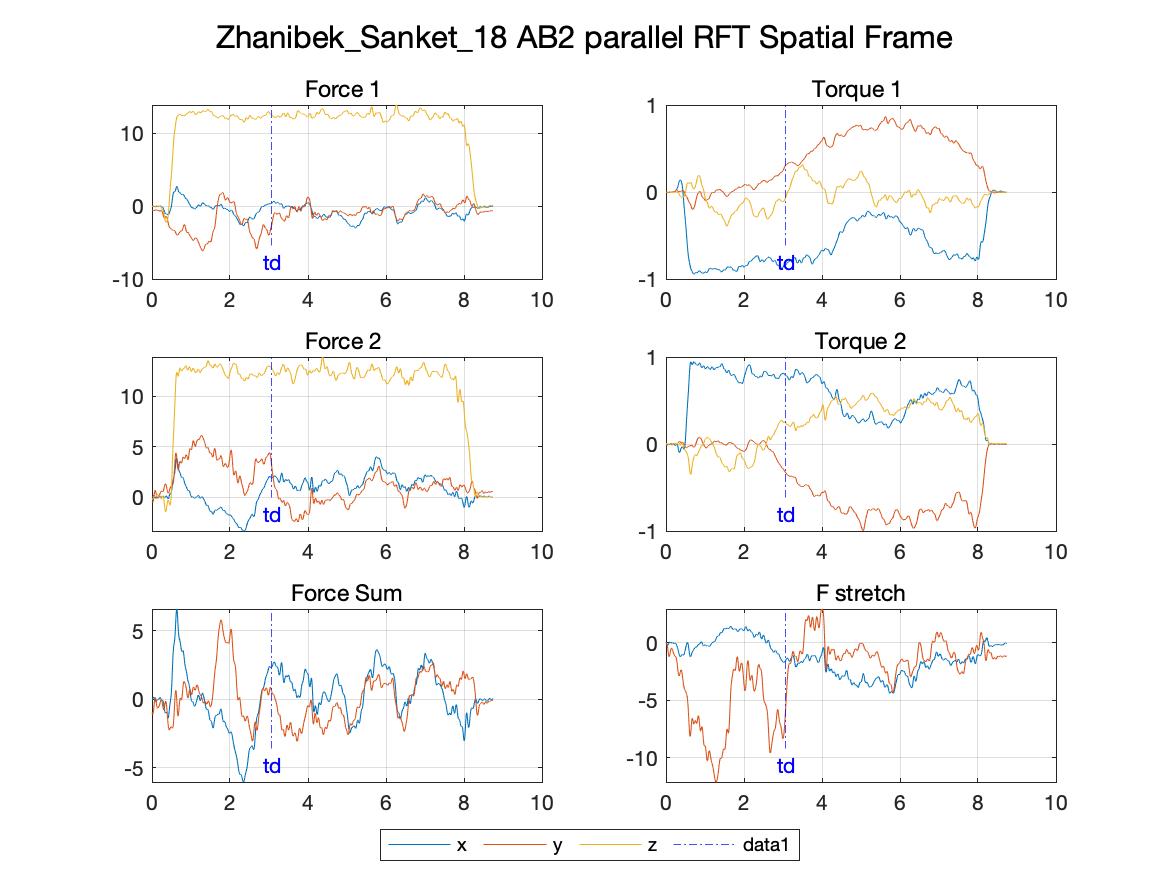 Zhanibek_Sanket_18 AB2 parallel RFT Spatial Frame
Force 1
10
0
-10
td
0 2 4 6 8 10
Torque 1
1
0
-1
td
0 2 4 6 8 10
Force 2
10
5
0
td
0 2 4 6 8 10
Torque 2
1
0
-1
td
0 2 4 6 8 10
Force Sum
5
0
-5
td
0 2 4 6 8 10
F stretch
0
-5
-10
td
0 2 4 6 8 10
x y z data1